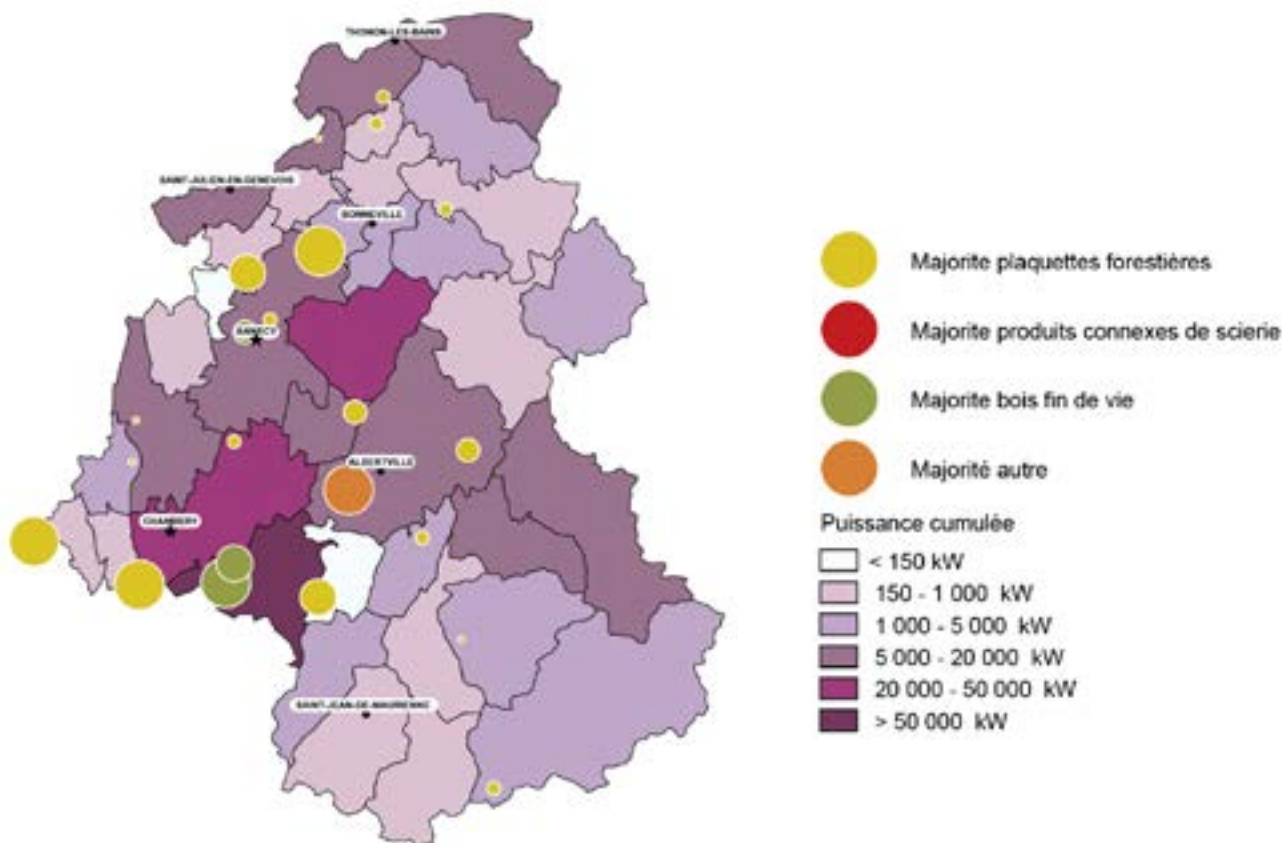 THONON-LES-BAINS
SAINT-JULIEN-EN-GENEVOIS
BONNEVILLE
ANNECY
ALBERTVILLE
CHAMBERY
SAINT-JEAN-DE-MAURIENNE
Majorite plaquettes forestières
Majorite produits connexes de scierie
Majorite bois fin de vie
Majorité autre
Puissance cumulée
< 150 kW
150 - 1 000 kW
1 000 - 5 000 kW
5 000 - 20 000 kW
20 000 - 50 000 kW
> 50 000 kW